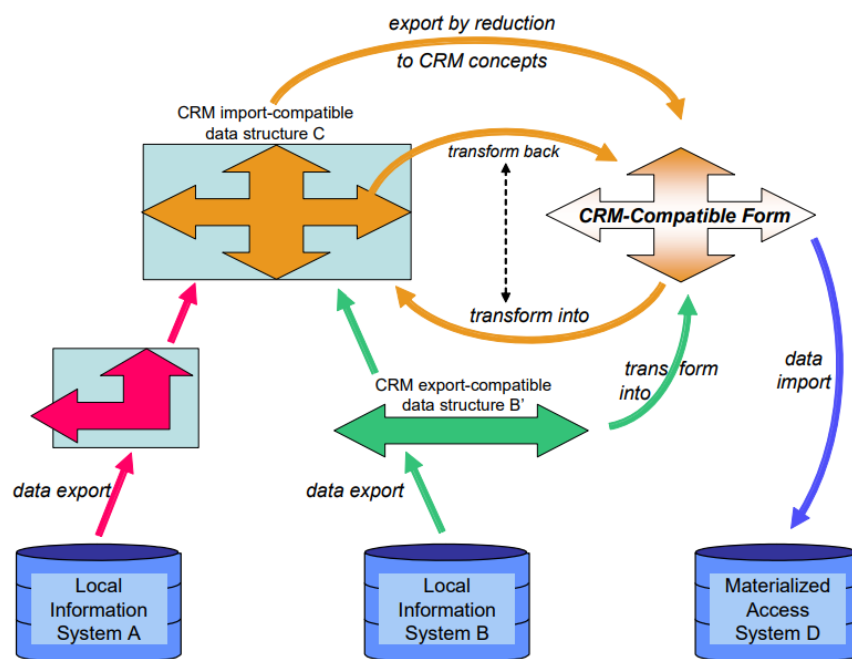 export by reduction
to CRM concepts
CRM import-compatible
data structure C
transform back
CRM-Compatible Form
transform into
transform
into
data
import
CRM export-compatible
data structure B’
data export
data export
Local
Information
System A
Local
Information
System B
Materialized
Access
System D